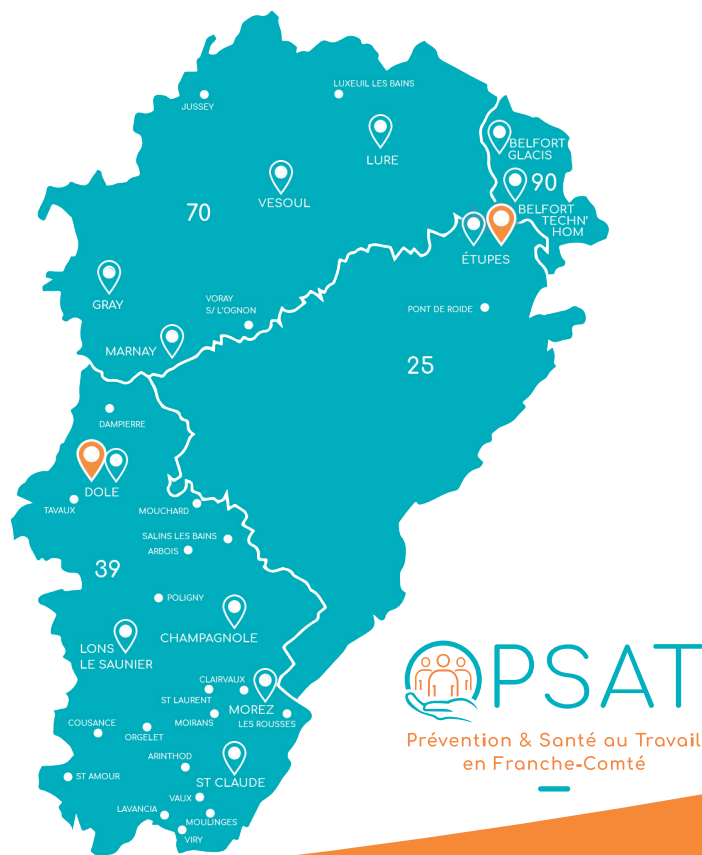 LUXEUIL LES BAINS
JUSSEY
LURE
BELFORT
GLACIS
VESOUL
90
70
BELFORT
TECHN'
HOM
ÉTUPES
GRAY
VORAY
S/ L'OGNON
PONT DE ROIDE
MARNAY
25
DAMPIERRE
DOLE
TAVAUX
MOUCHARD
SALINS LES BAINS
ARBOIS
39
POLIGNY
CHAMPAGNOLE
LONS
LE SAUNIER
CLAIRVAUX
ST LAURENT
MOREZ
MOIRANS
LES ROUSSES
COUSANCE
ORGELET
ARINTHOD
ST AMOUR
ST CLAUDE
VAUX
LAVANCIA
MOULINGES
VIRY
OPSAT
Prévention & Santé au Travail
en Franche-Comté